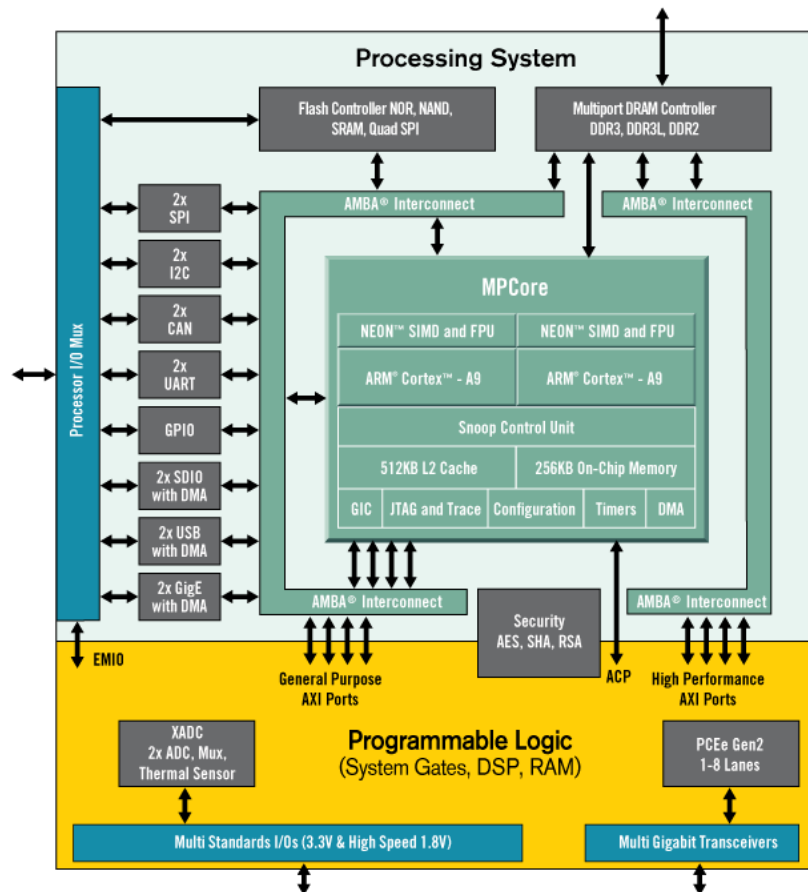 Processing System
Flash Controller NOR, NAND,
SRAM, Quad SPI
Multiport DRAM Controller
DDR3, DDR3L, DDR2
Processor I/O Mux
2x
SPI
2x
I2C
2x
CAN
2x
UART
GPIO
2x SDIO
with DMA
2x USB
with DMA
2x GigE
with DMA
AMBA® Interconnect
AMBA® Interconnect
MPCore
NEON™ SIMD and FPU
NEON™ SIMD and FPU
ARM® Cortex™ - A9
ARM® Cortex™ - A9
Snoop Control Unit
512KB L2 Cache
256KB On-Chip Memory
GIC
JTAG and Trace
Configuration
Timers
DMA
AMBA® Interconnect
AMBA® Interconnect
Security
AES, SHA, RSA
EMIO
General Purpose
AXI Ports
ACP
High Performance
AXI Ports
XADC
2x ADC, Mux,
Thermal Sensor
Programmable Logic
(System Gates, DSP, RAM)
PCEe Gen2
1-8 Lanes
Multi Standards I/Os (3.3V & High Speed 1.8V)
Multi Gigabit Transceivers